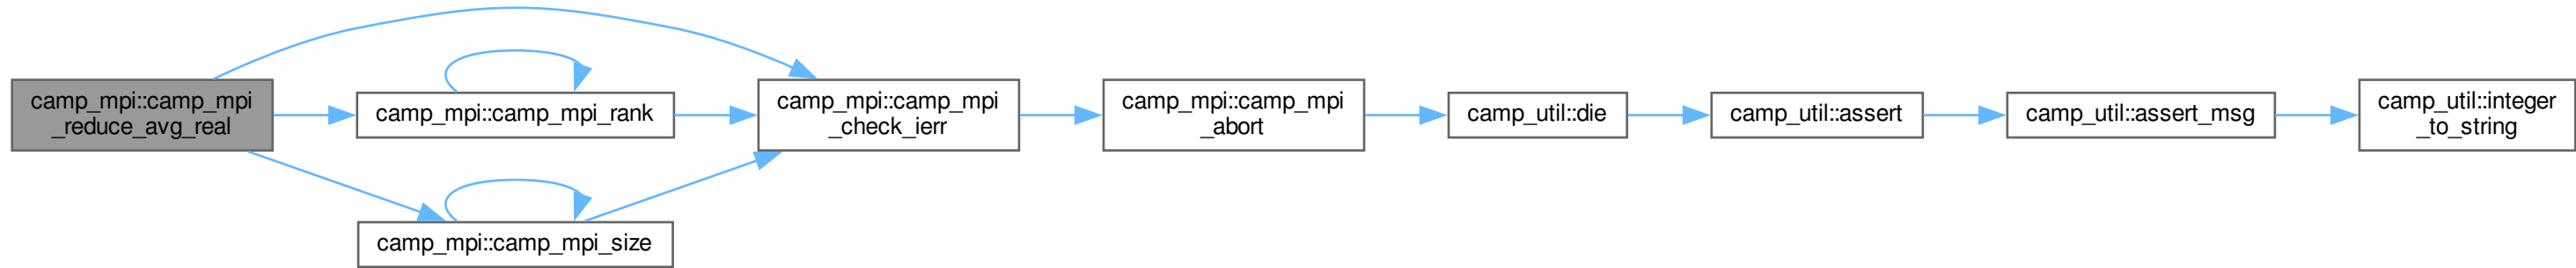 camp_mpi::camp_mpi
_reduce_avg_real
camp_mpi::camp_mpi_rank
camp_mpi::camp_mpi_size
camp_mpi::camp_mpi
_check_ierr
camp_mpi::camp_mpi
_abort
camp_util::die
camp_util::assert
camp_util::assert_msg
camp_util::integer
_to_string